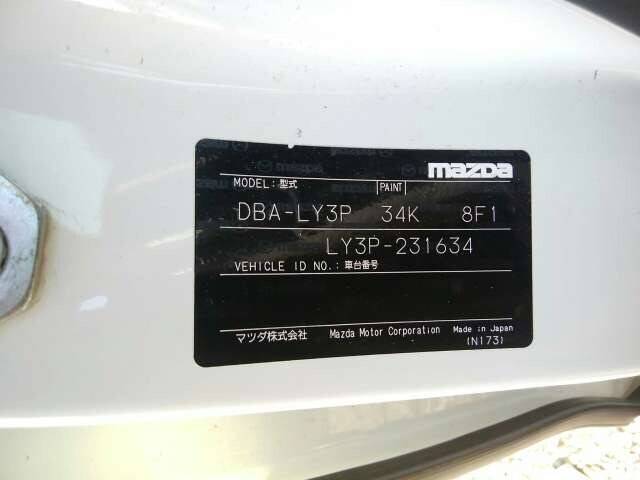 mazda
MODEL:型式 PAINT
DBA-LY3P 34K 8F1
LY3P-231634
VEHICLE ID NO.:車台番号
マツダ株式会社 Mazda Motor Corporation Made in Japan
(N173)